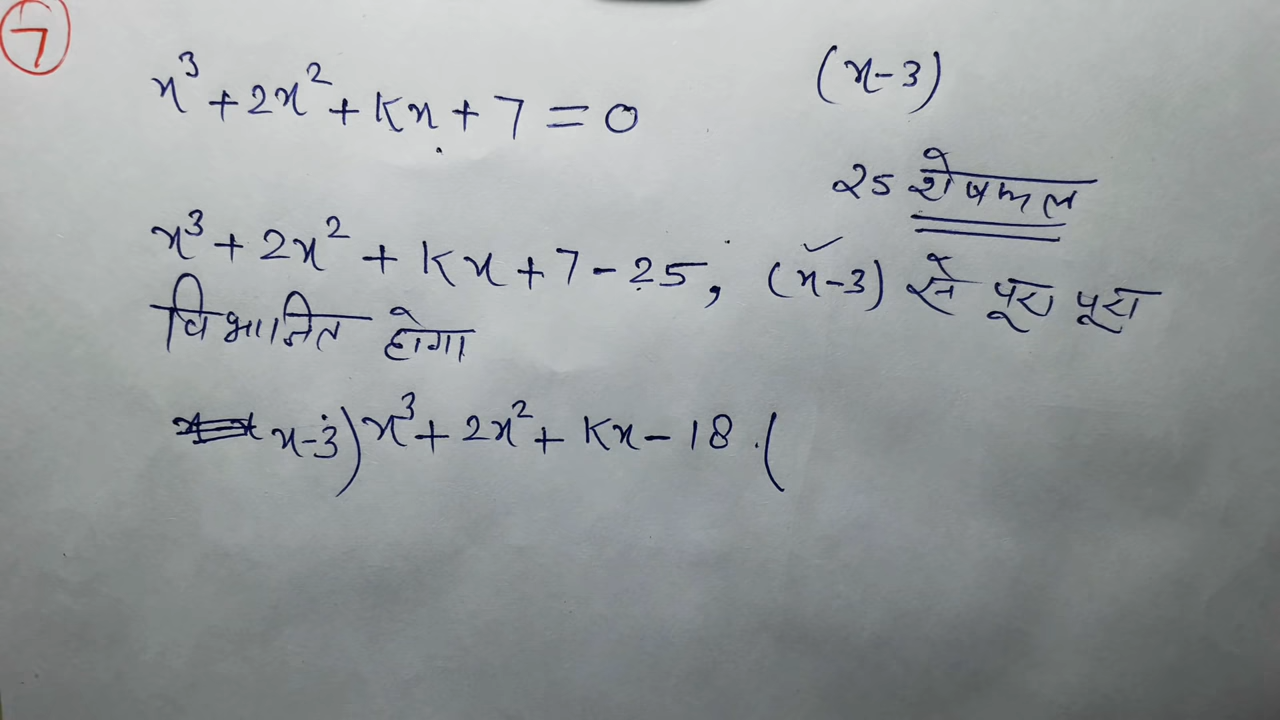 7
x³ + 2x² + Kx + 7 = 0 (x-3)
25 शेषफल
x³ + 2x² + Kx + 7 - 25, (x-3) से पूरा पूरा
विभाजित होगा
x-3) x³ + 2x² + Kx - 18 (